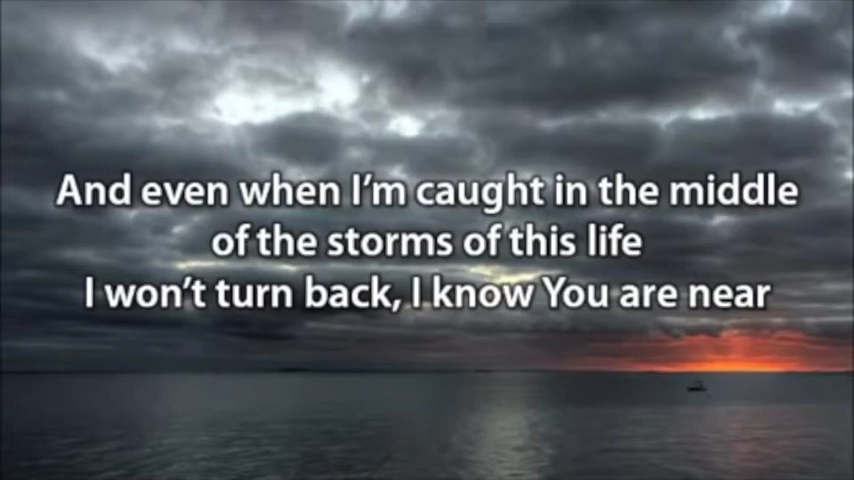 And even when I'm caught in the middle
of the storms of this life
I won't turn back, I know You are near